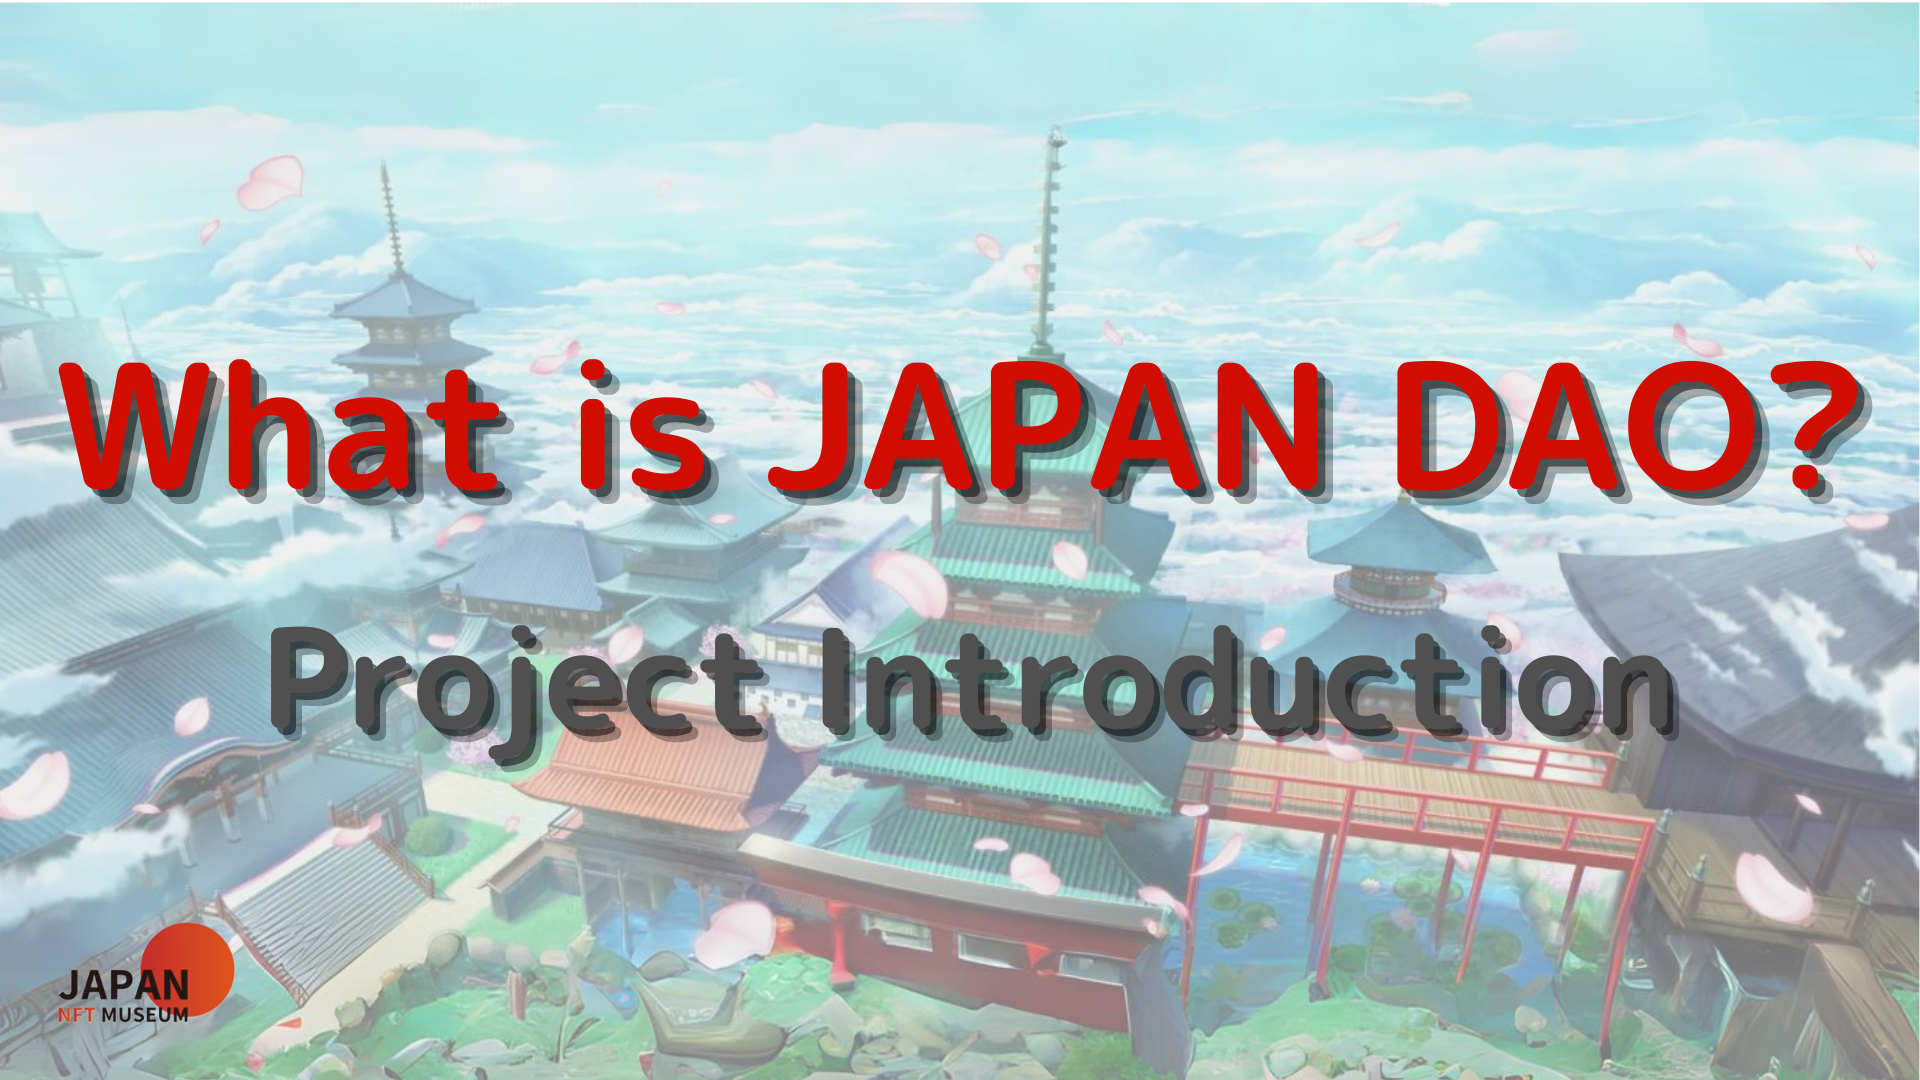 What is JAPAN DAO?
Project Introduction
JAPAN
NFT MUSEUM